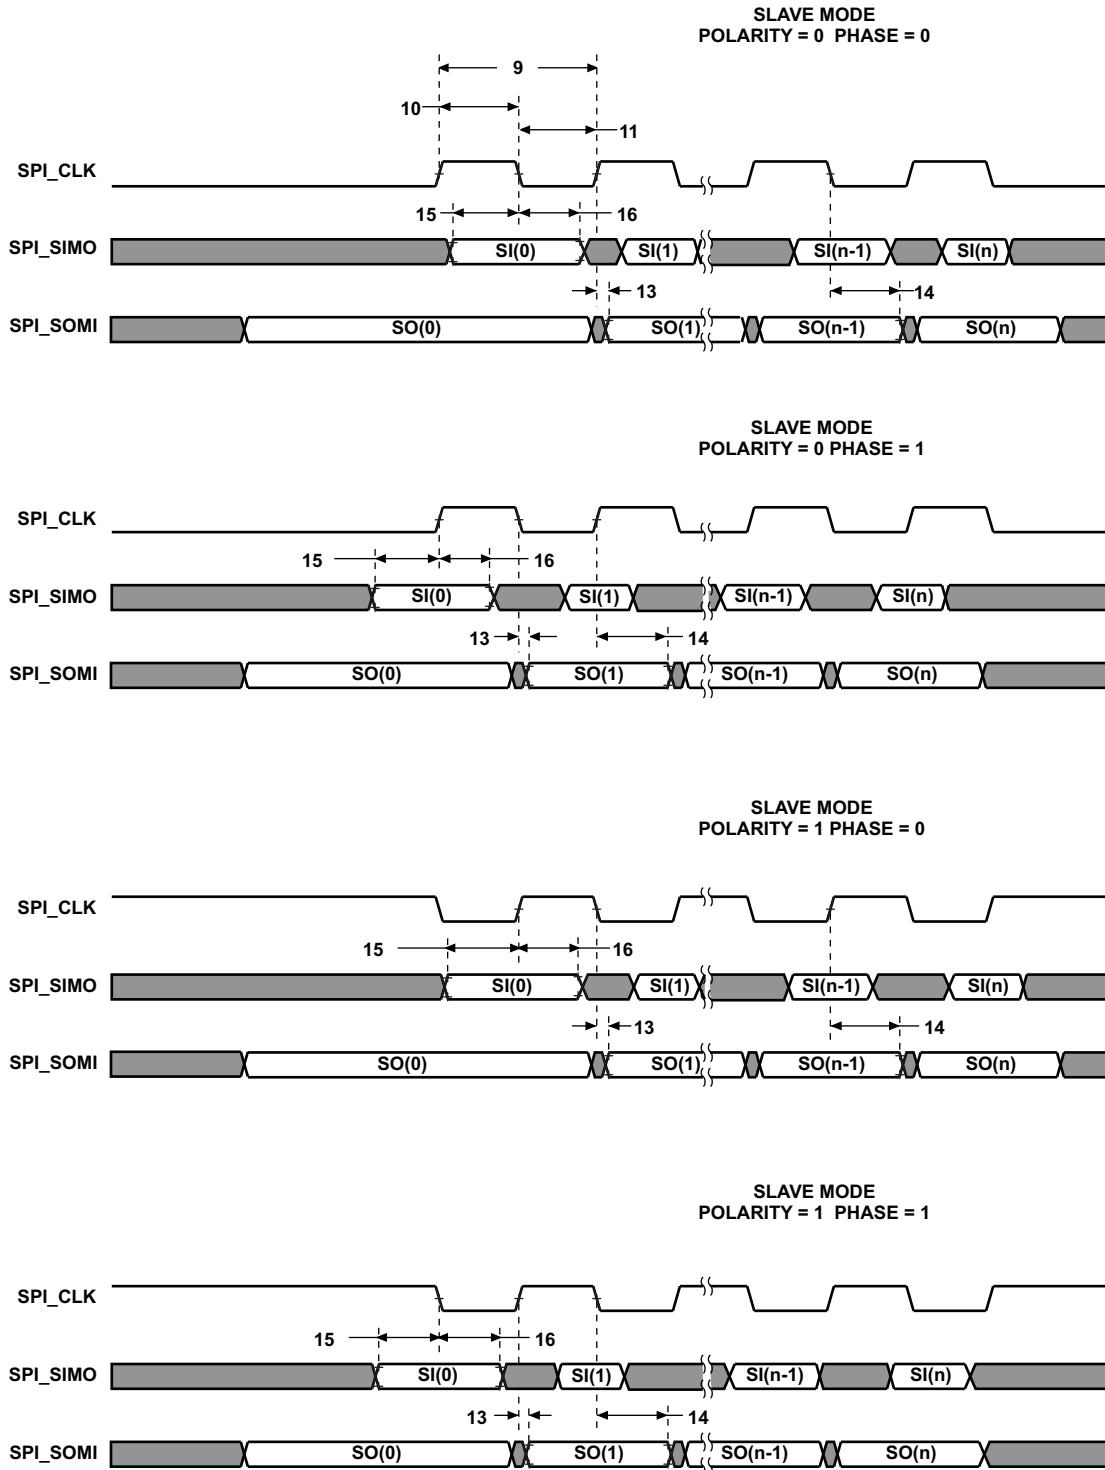 SLAVE MODE
POLARITY = 0 PHASE = 0
9
10
11
SPI_CLK
15
16
SPI_SIMO
SI(0)
SI(1)
SI(n-1)
SI(n)
13
14
SPI_SOMI
SO(0)
SO(1)
SO(n-1)
SO(n)
SLAVE MODE
POLARITY = 0 PHASE = 1
SPI_CLK
15
16
SPI_SIMO
SI(0)
SI(1)
SI(n-1)
SI(n)
13
14
SPI_SOMI
SO(0)
SO(1)
SO(n-1)
SO(n)
SLAVE MODE
POLARITY = 1 PHASE = 0
SPI_CLK
15
16
SPI_SIMO
SI(0)
SI(1)
SI(n-1)
SI(n)
13
14
SPI_SOMI
SO(0)
SO(1)
SO(n-1)
SO(n)
SLAVE MODE
POLARITY = 1 PHASE = 1
SPI_CLK
15
16
SPI_SIMO
SI(0)
SI(1)
SI(n-1)
SI(n)
13
14
SPI_SOMI
SO(0)
SO(1)
SO(n-1)
SO(n)